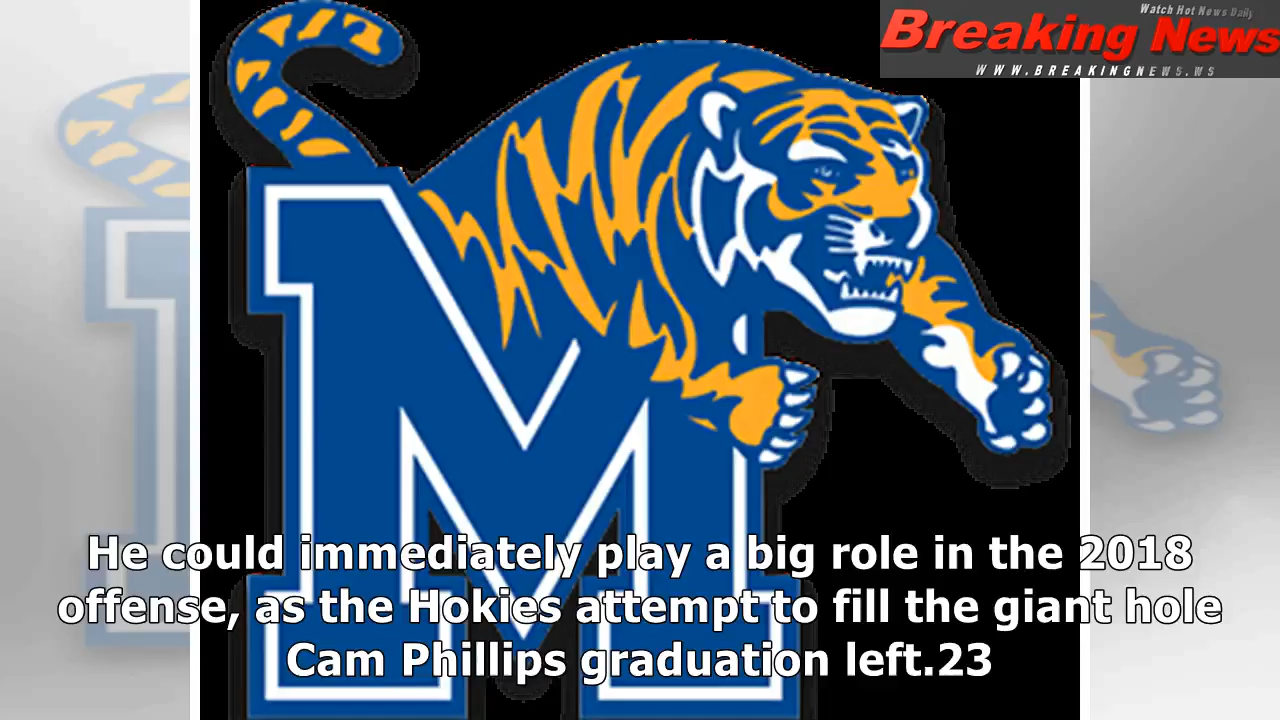 Watch Hot News Daily
Breaking News
WWW.BREAKINGNEWS.WS
M
He could immediately play a big role in the 2018
offense, as the Hokies attempt to fill the giant hole
Cam Phillips graduation left.23